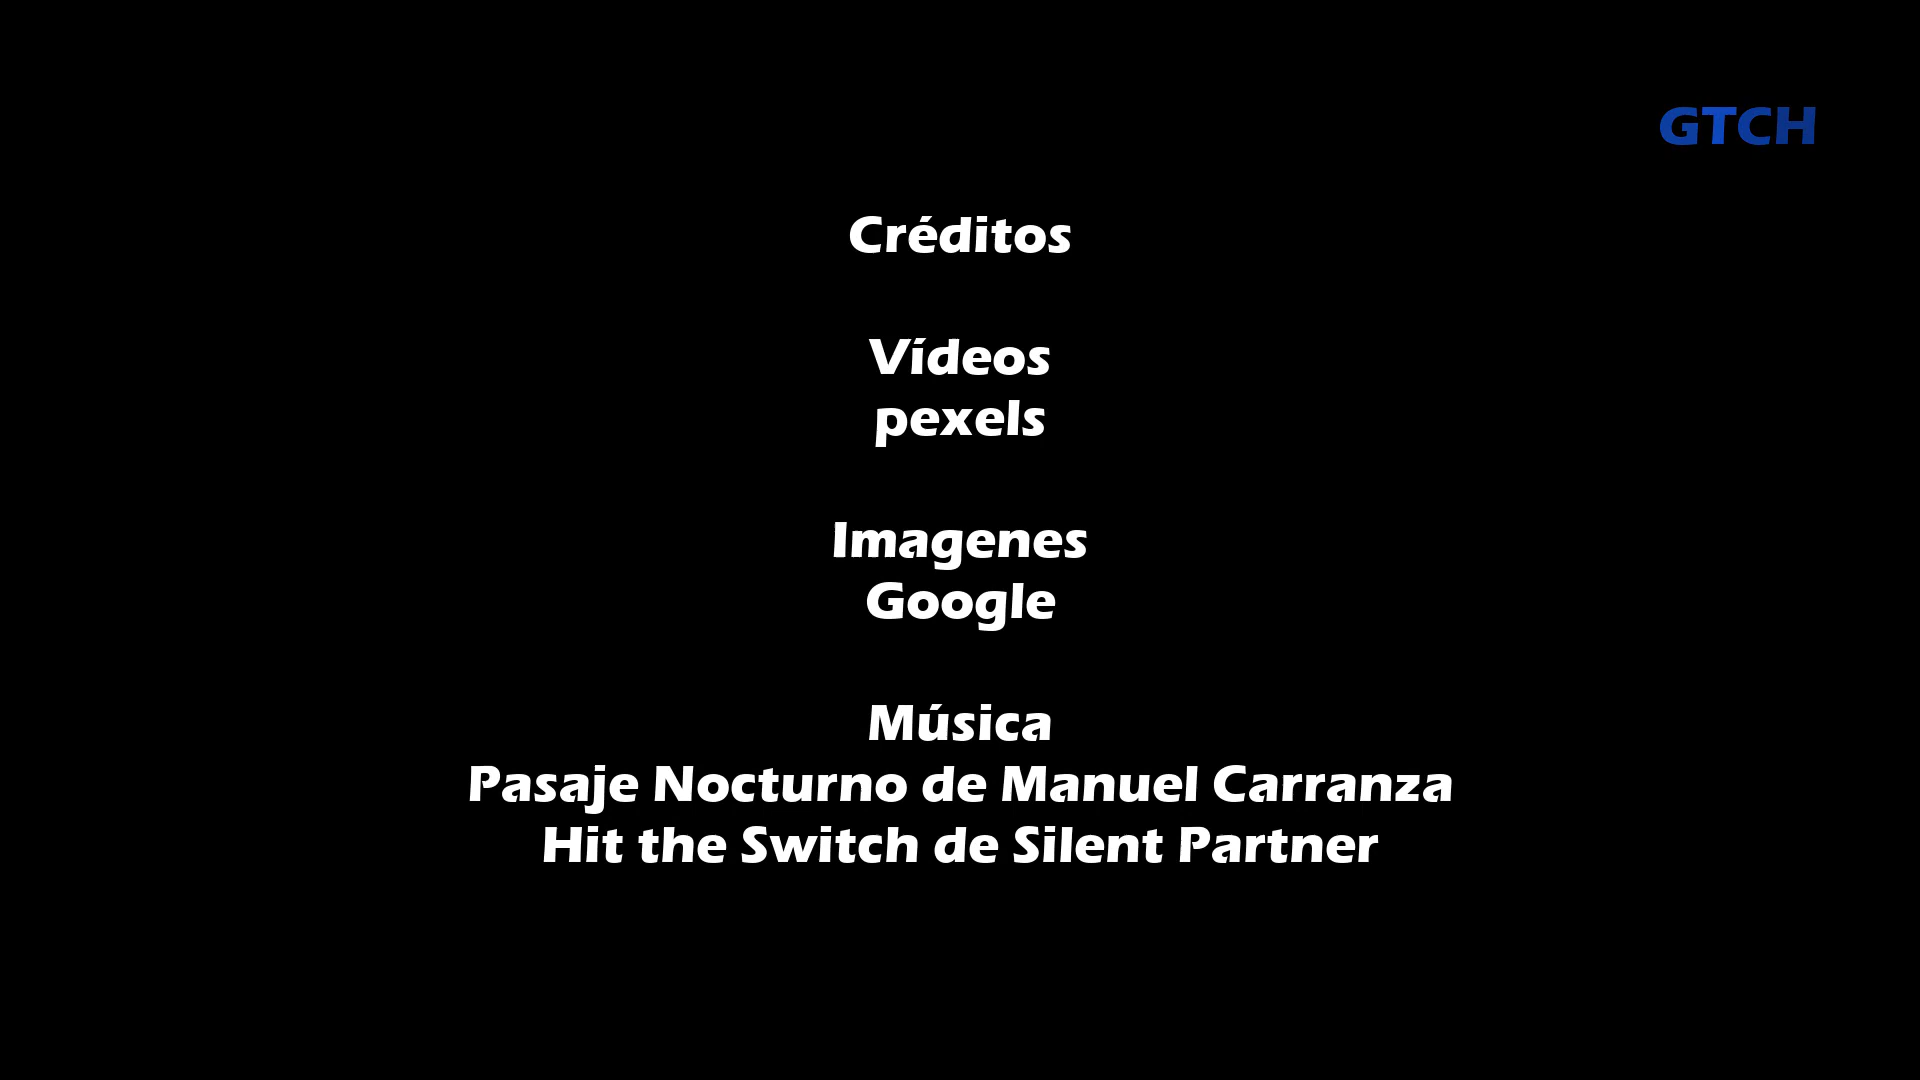 GTCH
Créditos
Vídeos
pexels
Imagenes
Google
Música
Pasaje Nocturno de Manuel Carranza
Hit the Switch de Silent Partner